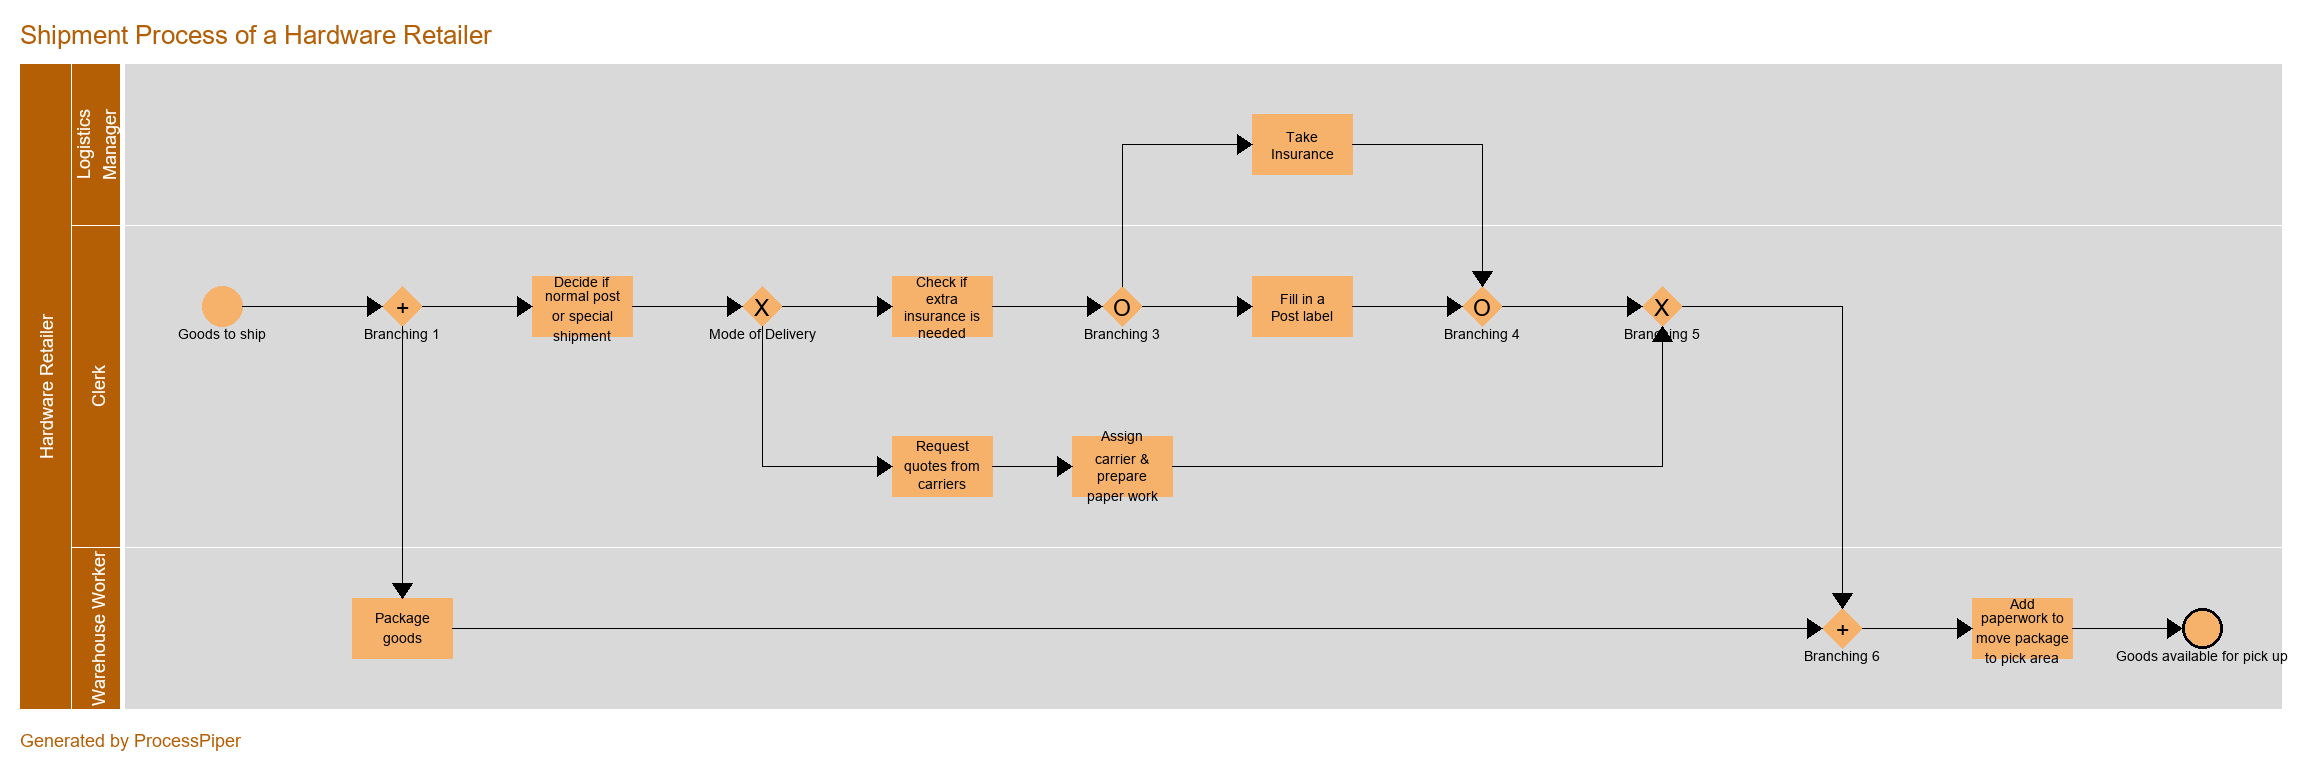 Shipment Process of a Hardware Retailer
Hardware Retailer
Logistics
Manager
Take
Insurance
Clerk
Goods to ship
+
Branching 1
Decide if
normal post
or special
shipment
X
Mode of Delivery
Check if
extra
insurance is
needed
O
Branching 3
Fill in a
Post label
O
Branching 4
X
Branching 5
Request
quotes from
carriers
Assign
carrier &
prepare
paper work
Warehouse Worker
Package
goods
+
Branching 6
Add
paperwork to
move package
to pick area
Goods available for pick up
Generated by ProcessPiper